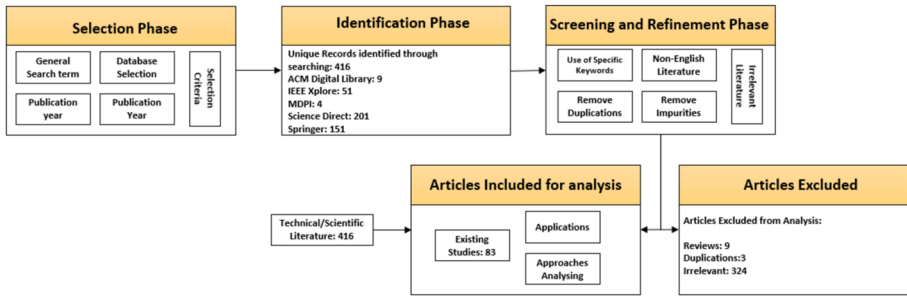 Selection Phase
General
Search term
Database
Selection
Selection
Criteria
Publication
year
Publication
Year
Identification Phase
Unique Records identified through
searching: 416
ACM Digital Library: 9
IEEE Xplore: 51
MDPI: 4
Science Direct: 201
Springer: 151
Screening and Refinement Phase
Use of Specific
Keywords
Non-English
Literature
Irrelevant
Literature
Remove
Duplications
Remove
Impurities
Technical/Scientific
Literature: 416
Articles Included for analysis
Existing
Studies: 83
Applications
Approaches
Analysing
Articles Excluded
Articles Excluded from Analysis:
Reviews: 9
Duplications:3
Irrelevant: 324